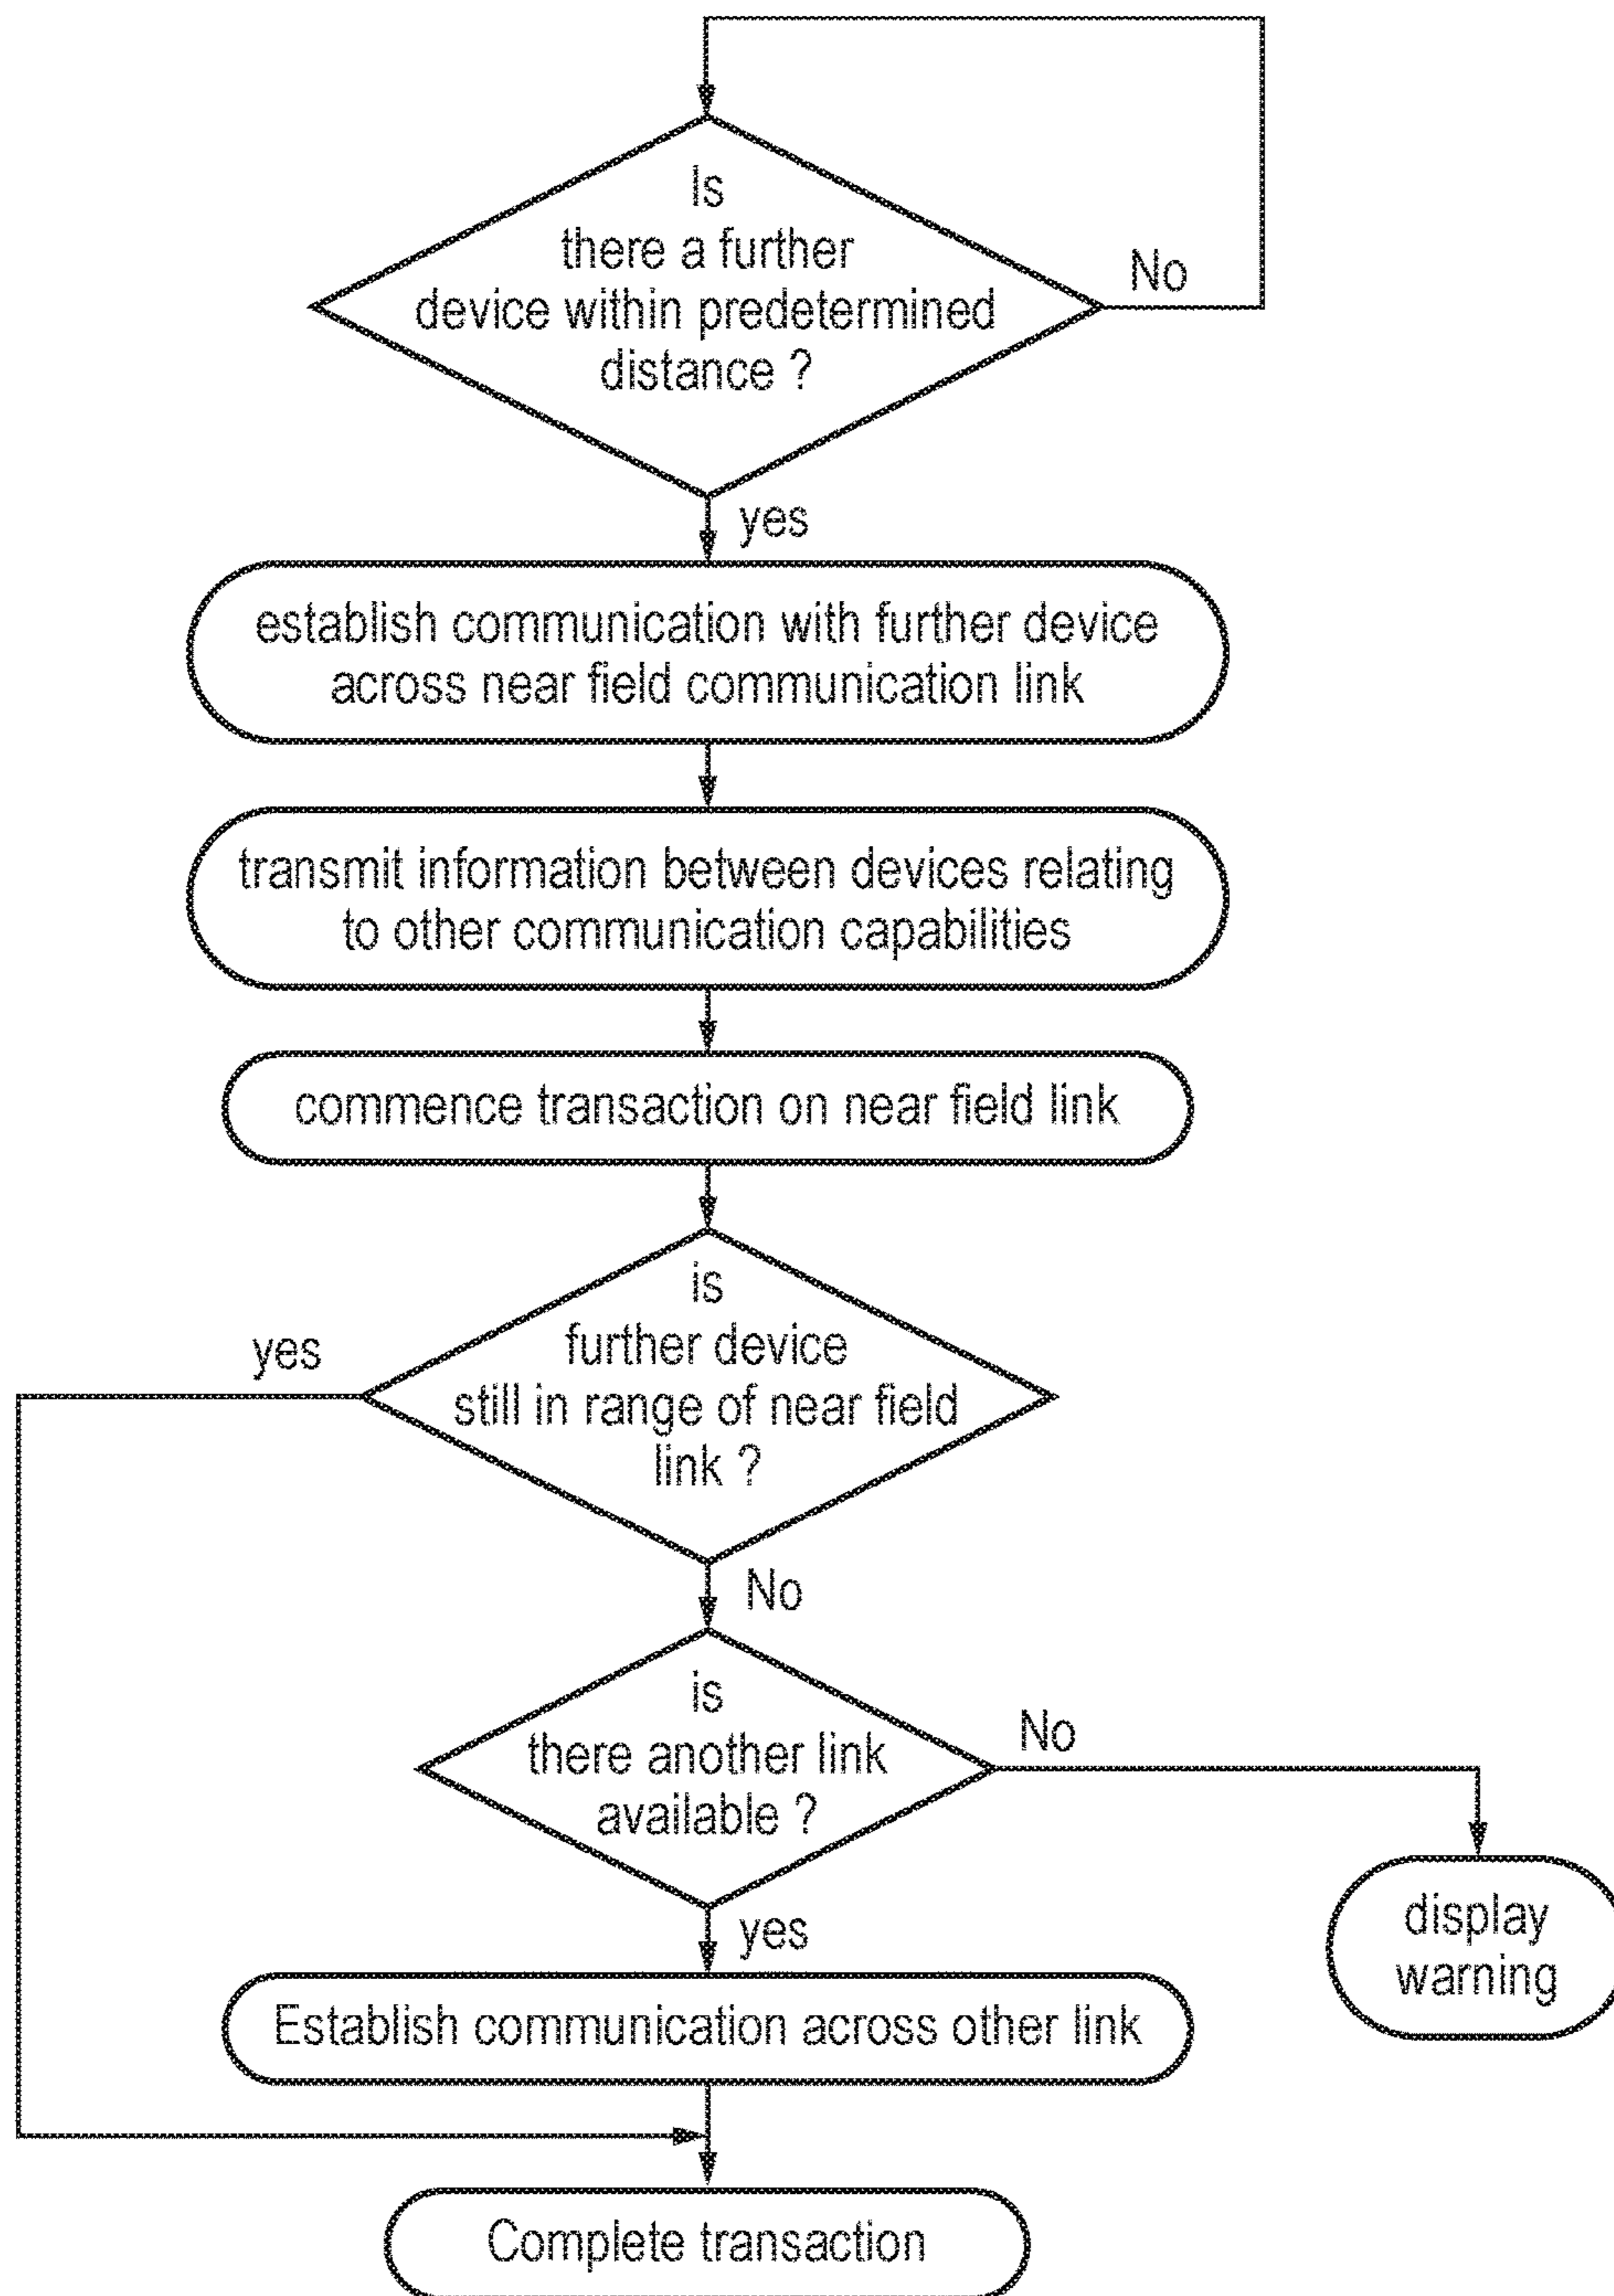 Is
there a further
device within predetermined
distance ?
No
yes
establish communication with further device
across near field communication link
transmit information between devices relating
to other communication capabilities
commence transaction on near field link
is
further device
still in range of near field
link ?
yes
No
is
there another link
available ?
No
yes
display
warning
Establish communication across other link
Complete transaction